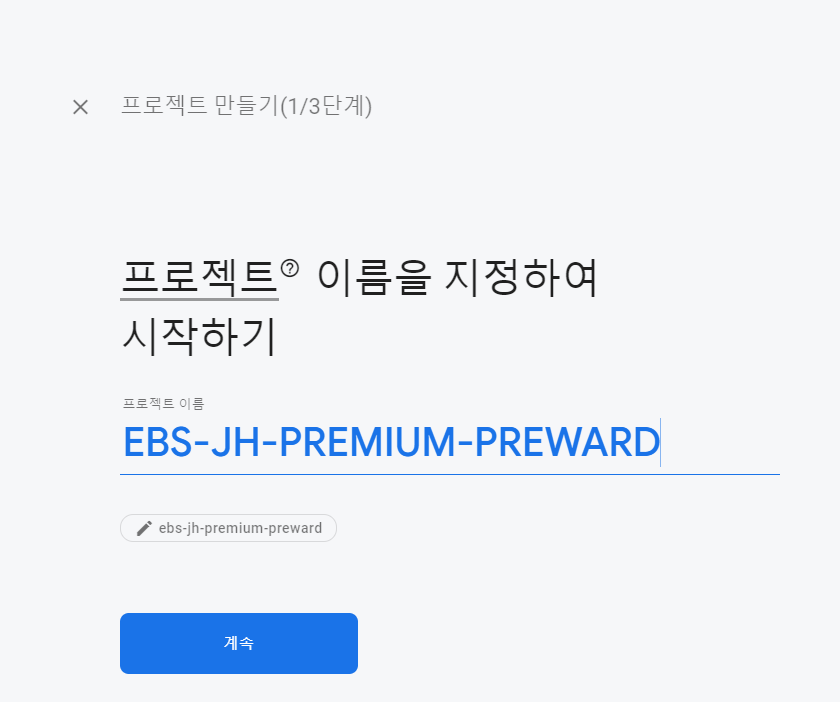 프로젝트 만들기(1/3단계)
프로젝트 이름을 지정하여
시작하기
프로젝트 이름
EBS-JH-PREMIUM-PREWARD
ebs-jh-premium-preward
계속